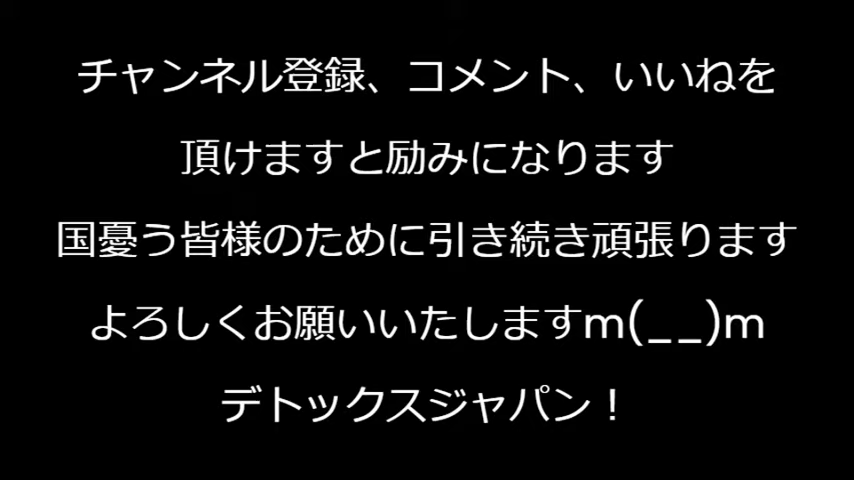 チャンネル登録、コメント、いいねを
頂けますと励みになります
国憂う皆様のために引き続き頑張ります
よろしくお願いいたしますm(__)m
デトックスジャパン！